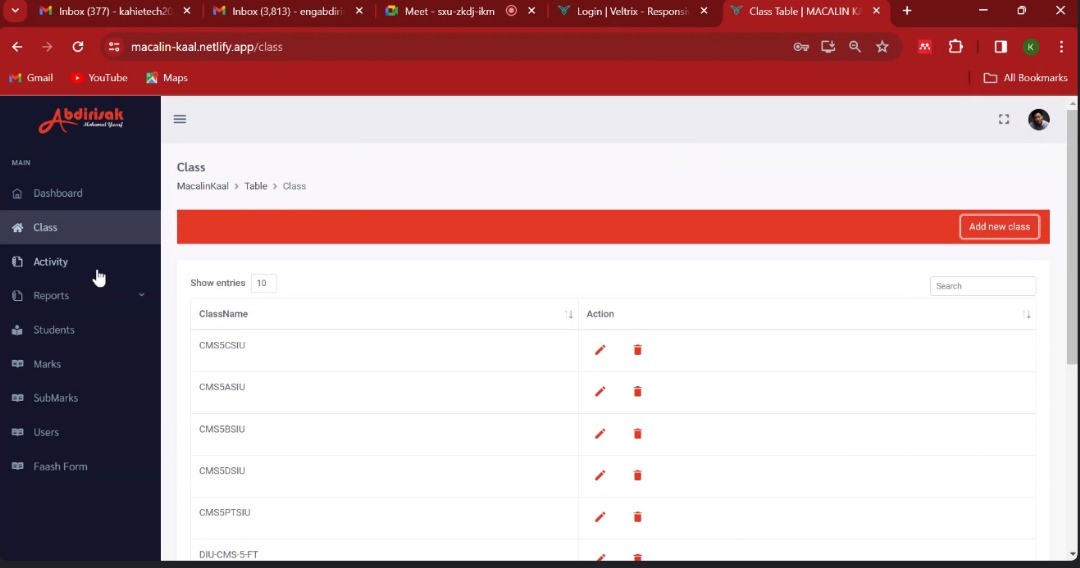 Inbox (377) - kahietech20
Inbox (3,813) - engabdiri
Meet - sxu-zkdj-ikm
Login | Veltrix - Responsiv
Class Table | MACALIN KA
macalin-kaal.netlify.app/class
K
Gmail
YouTube
Maps
All Bookmarks
Abdirisak
Mohamud Yusuf
MAIN
Dashboard
Class
Activity
Reports
Students
Marks
SubMarks
Users
Faash Form
Class
MacalinKaal > Table > Class
Add new class
Show entries 10
Search
ClassName
Action
CMS5CSIU
CMS5ASIU
CMS5BSIU
CMS5DSIU
CMS5PTSIU
DIU-CMS-5-FT